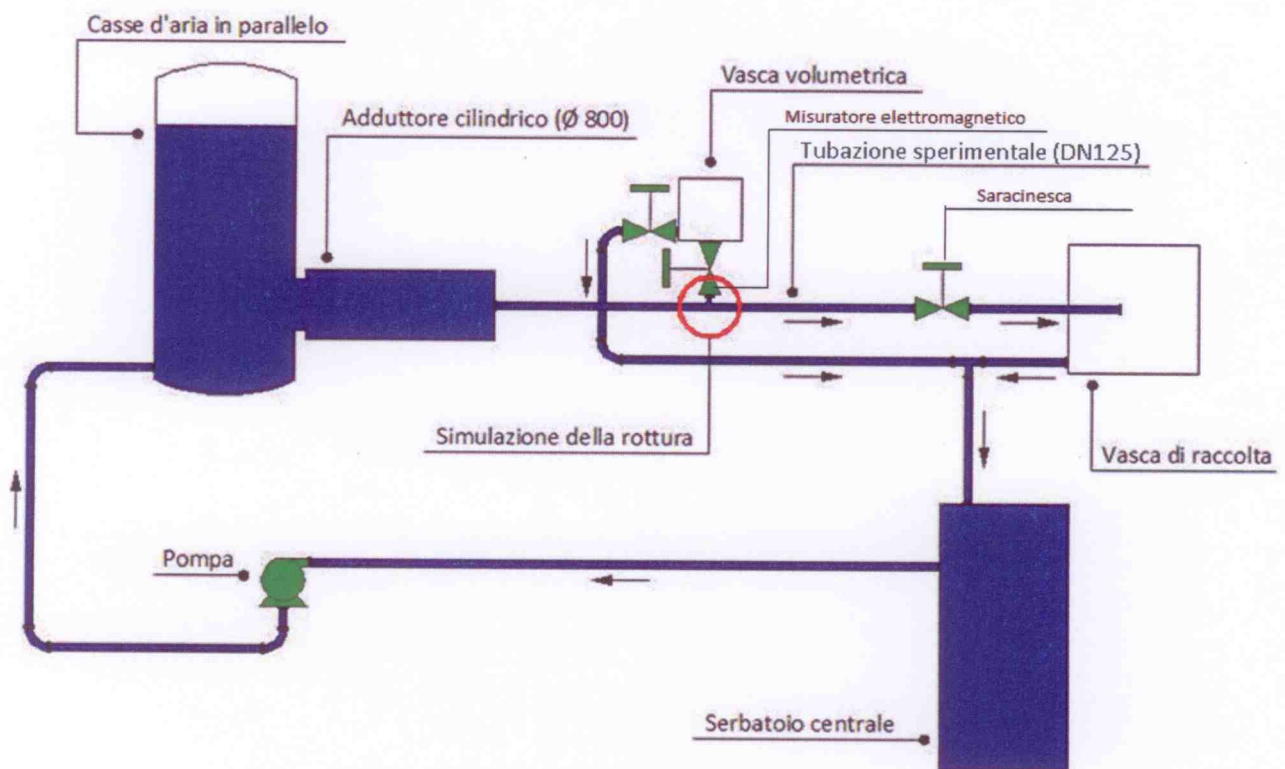 Casse d'aria in parallelo
Vasca volumetrica
Adduttore cilindrico (Ø 800)
Misuratore elettromagnetico
Tubazione sperimentale (DN125)
Saracinesca
Simulazione della rottura
Vasca di raccolta
Pompa
Serbatoio centrale